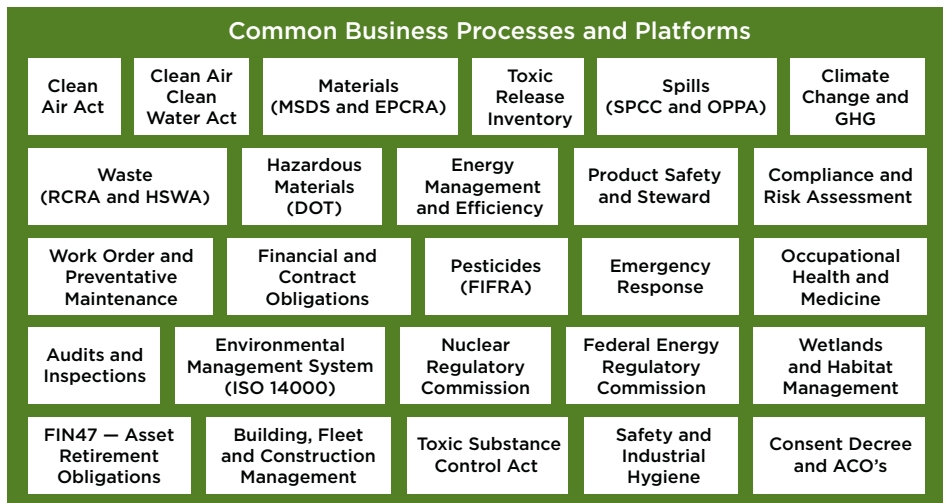 Common Business Processes and Platforms
Clean
Air Act
Clean Air
Clean
Water Act
Materials
(MSDS and EPCRA)
Toxic
Release
Inventory
Spills
(SPCC and OPPA)
Climate
Change and
GHG
Waste
(RCRA and HSWA)
Hazardous
Materials
(DOT)
Energy
Management
and Efficiency
Product Safety
and Steward
Compliance and
Risk Assessment
Work Order and
Preventative
Maintenance
Financial and
Contract
Obligations
Pesticides
(FIFRA)
Emergency
Response
Occupational
Health and
Medicine
Audits and
Inspections
Environmental
Management System
(ISO 14000)
Nuclear
Regulatory
Commission
Federal Energy
Regulatory
Commission
Wetlands
and Habitat
Management
FIN47 — Asset
Retirement
Obligations
Building, Fleet
and Construction
Management
Toxic Substance
Control Act
Safety and
Industrial
Hygiene
Consent Decree
and ACO’s